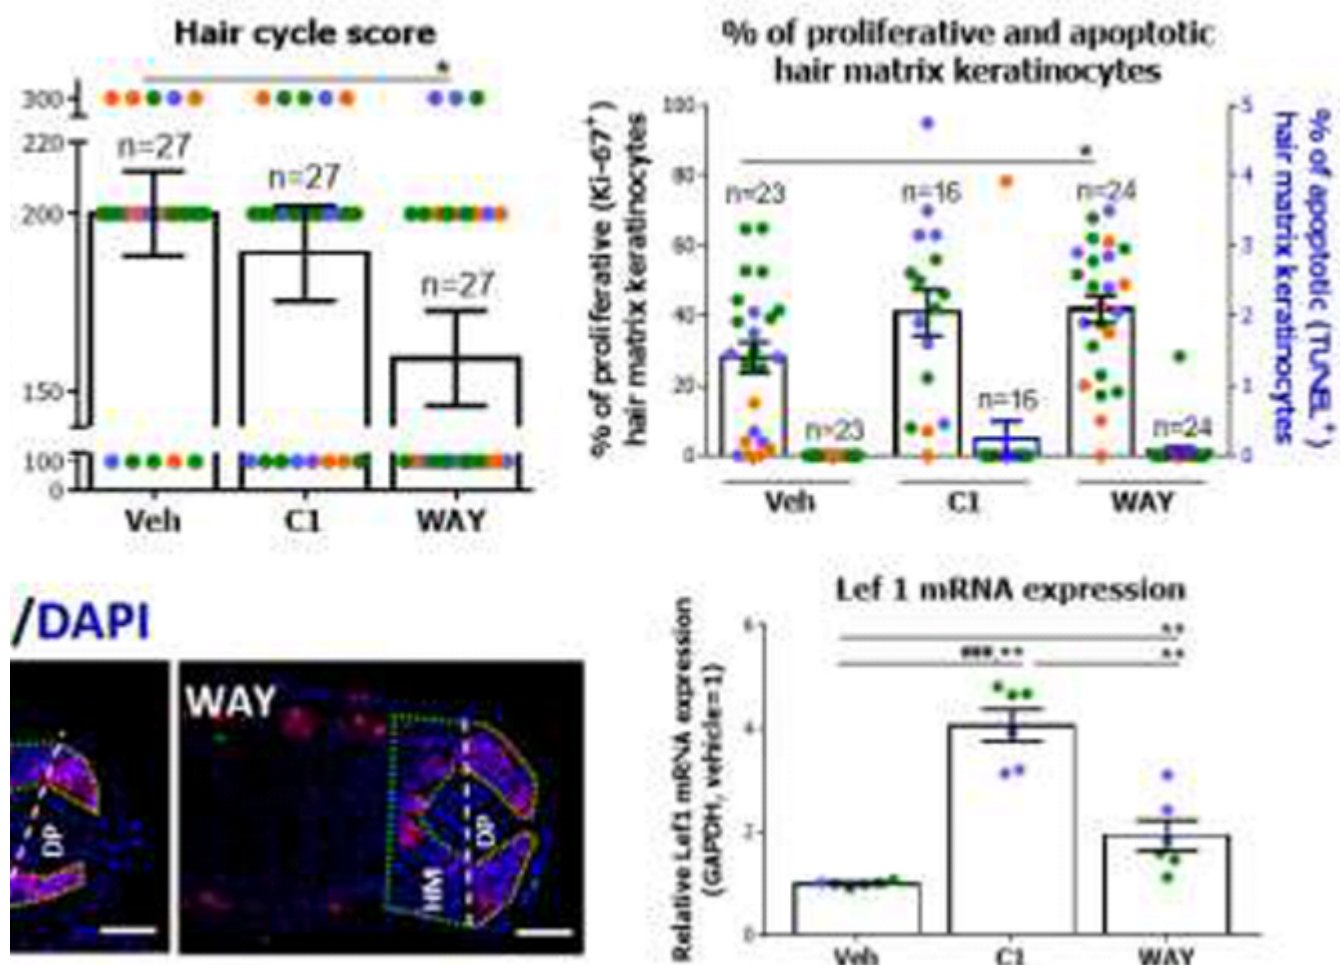 Hair cycle score
*
300
220
200
150
100
0
n=27
n=27
n=27
Veh
C1
WAY
% of proliferative and apoptotic
hair matrix keratinocytes
% of proliferative (Ki-67+)
hair matrix keratinocytes
100
80
60
40
20
0
*
n=23
n=23
n=16
n=16
n=24
n=24
5
4
3
2
1
0
% of apoptotic (TUNEL+)
hair matrix keratinocytes
Veh
C1
WAY
/DAPI
DP
WAY
HM
DP
Lef 1 mRNA expression
Relative Lef1 mRNA expression
(GAPDH, vehicle=1)
6
4
2
0
**
###,**
**
Veh
C1
WAY